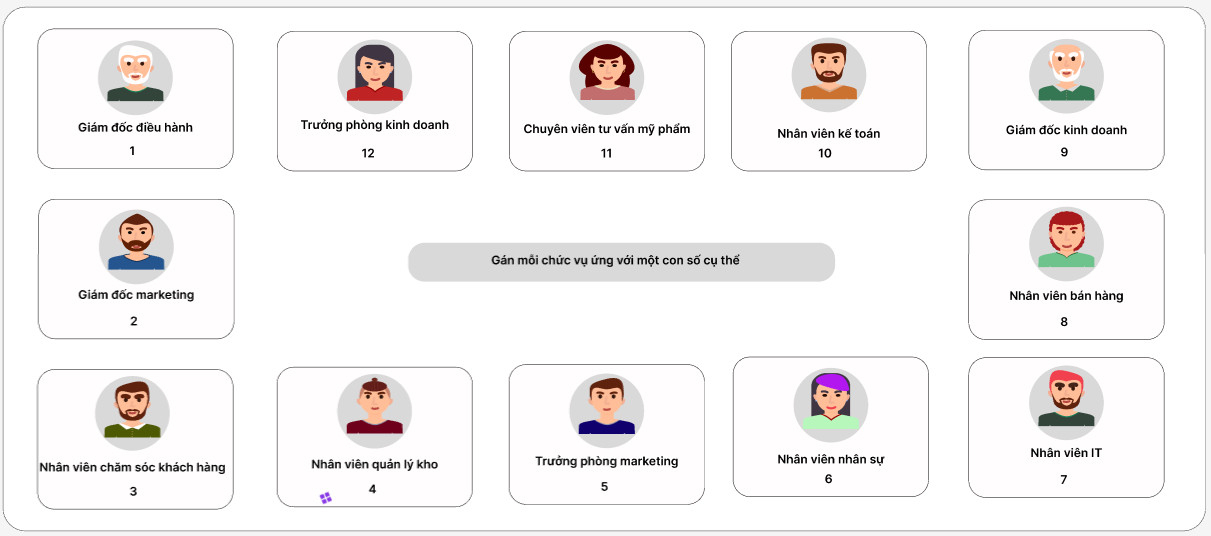 Giám đốc điều hành
1
Trưởng phòng kinh doanh
12
Chuyên viên tư vấn mỹ phẩm
11
Nhân viên kế toán
10
Giám đốc kinh doanh
9
Giám đốc marketing
2
Gán mỗi chức vụ ứng với một con số cụ thể
Nhân viên bán hàng
8
Nhân viên chăm sóc khách hàng
3
Nhân viên quản lý kho
4
Trưởng phòng marketing
5
Nhân viên nhân sự
6
Nhân viên IT
7